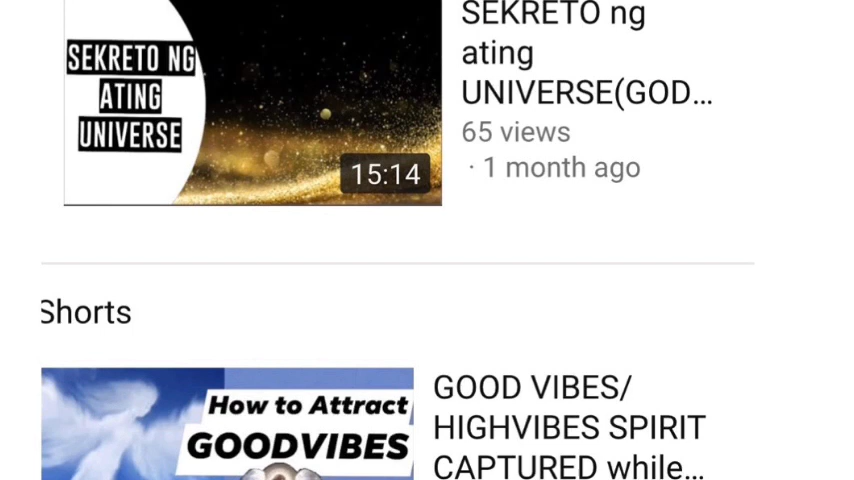 SEKRETO NG
ATING
UNIVERSE
15:14
SEKRETO ng
ating
UNIVERSE(GOD...
65 views
· 1 month ago
Shorts
How to Attract
GOODVIBES
GOOD VIBES/
HIGHVIBES SPIRIT
CAPTURED while...